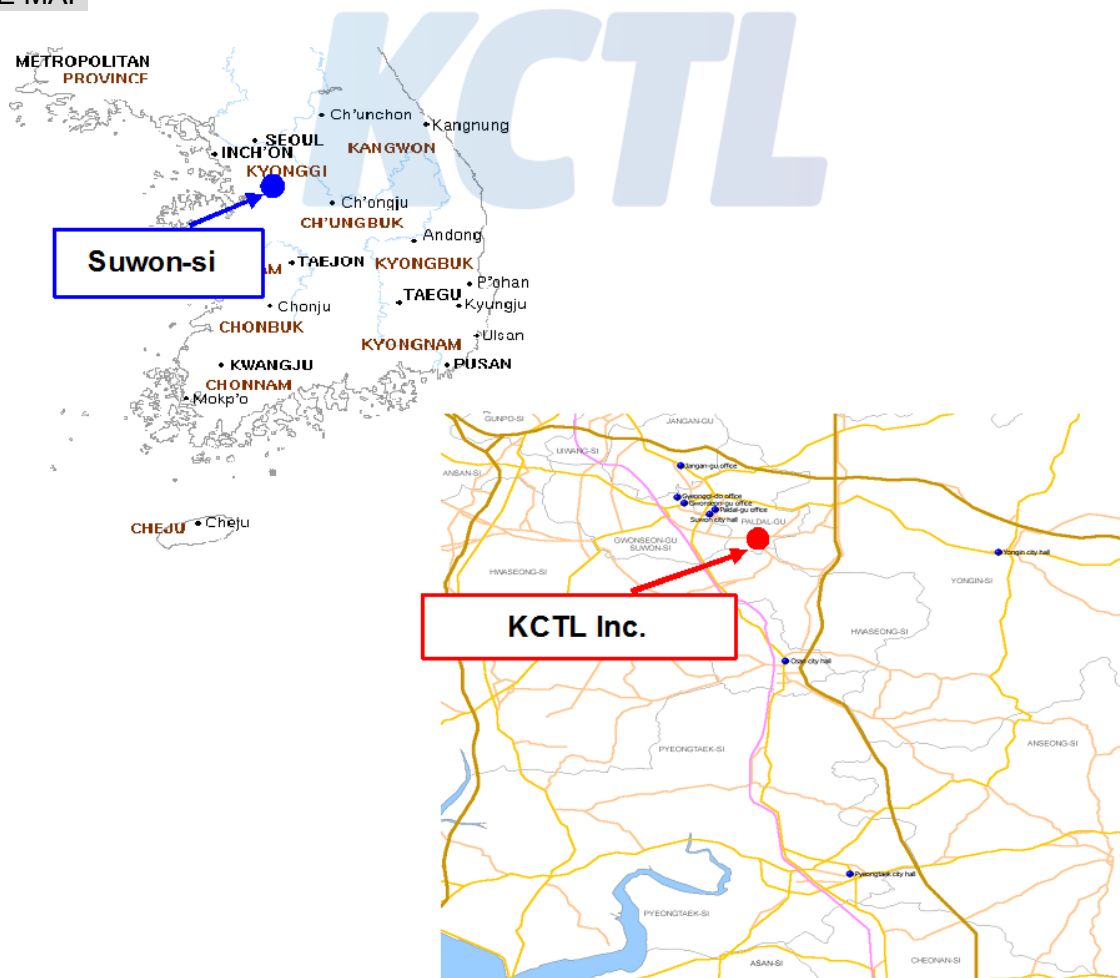 E MAP
KCTL
METROPOLITAN
PROVINCE
Ch'unchon
Kangnung
SEOUL
INCH'ON
KANGWON
KYONGGI
Ch'ongju
CH'UNGBUK
Andong
Suwon-si
AM
TAEJON
KYONGBUK
P'ohan
TAEGU
Kyungju
Chonju
CHONBUK
Ulsan
KYONGNAM
KWANGJU
PUSAN
CHONNAM
Mokp'o
CHEJU
Cheju
GUNPO-SI
JANGAN-GU
UIWANG-SI
Jangan-gu office
ANSAN-SI
Gyeonggi-do office
Gwonseon-gu office
Paldal-gu office
Suwon city hall
PALDAL-GU
GWONSEON-GU
SUWON-SI
Yongin city hall
HWASEONG-SI
YONGIN-SI
KCTL Inc.
HWASEONG-SI
Osan city hall
ANSEONG-SI
PYEONGTAEK-SI
Pyeongtaek city hall
PYEONGTAEK-SI
ASAN-SI
CHEONAN-SI